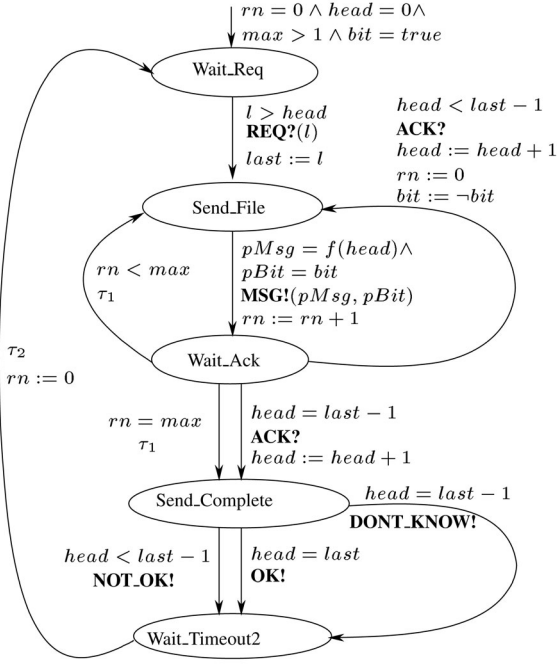 rn = 0 ∧ head = 0∧
max > 1 ∧ bit = true
Wait_Req
l > head
REQ?(l)
last := l
head < last − 1
ACK?
head := head + 1
rn := 0
bit := ¬bit
Send_File
pMsg = f(head)∧
pBit = bit
MSG!(pMsg, pBit)
rn := rn + 1
rn < max
τ1
Wait_Ack
τ2
rn := 0
rn = max
τ1
head = last − 1
ACK?
head := head + 1
Send_Complete
head = last − 1
DONT_KNOW!
head < last − 1
NOT_OK!
head = last
OK!
Wait_Timeout2